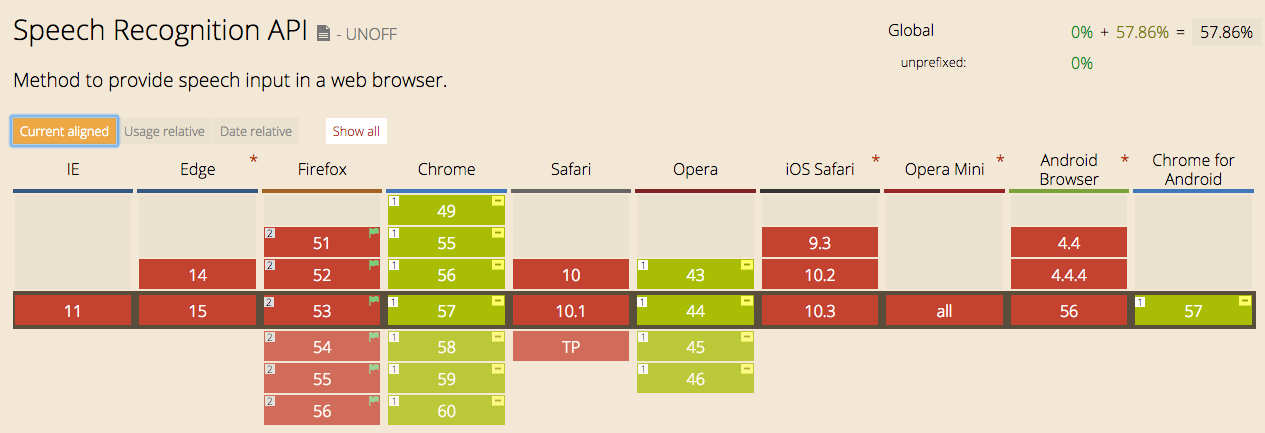 Speech Recognition API - UNOFF
Global 0% + 57.86% = 57.86%
unprefixed: 0%
Method to provide speech input in a web browser.
Current aligned Usage relative Date relative Show all
IE Edge * Firefox Chrome Safari Opera iOS Safari * Opera Mini * Android Browser * Chrome for Android
1 49 -
2 51 1 55 - 9.3 4.4
14 2 52 1 56 - 10 1 43 - 10.2 4.4.4
11 15 2 53 1 57 - 10.1 1 44 - 10.3 all 56 1 57 -
2 54 1 58 - TP 1 45 -
2 55 1 59 - 1 46 -
2 56 1 60 -